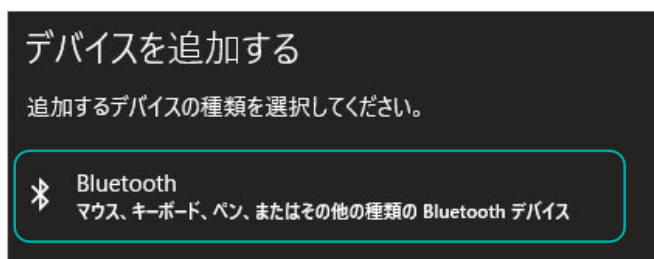 デバイスを追加する
追加するデバイスの種類を選択してください。
Bluetooth
マウス、キーボード、ペン、またはその他の種類の Bluetooth デバイス